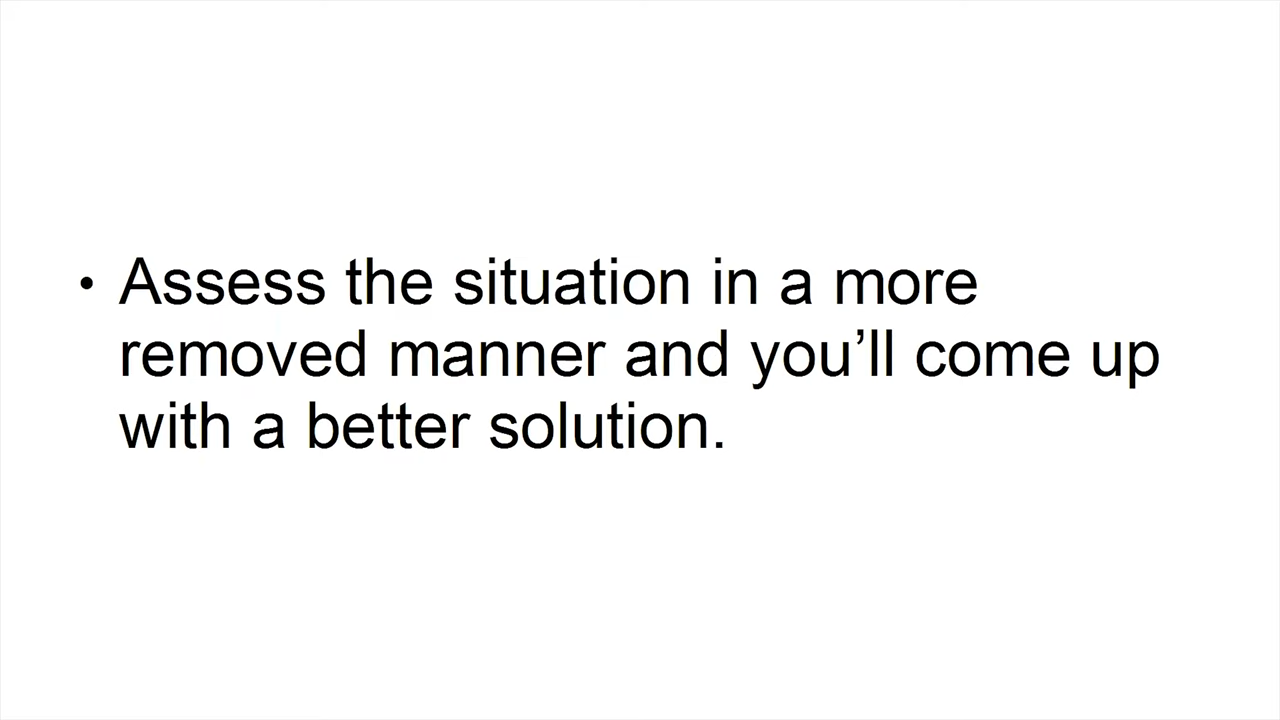 • Assess the situation in a more
removed manner and you’ll come up
with a better solution.